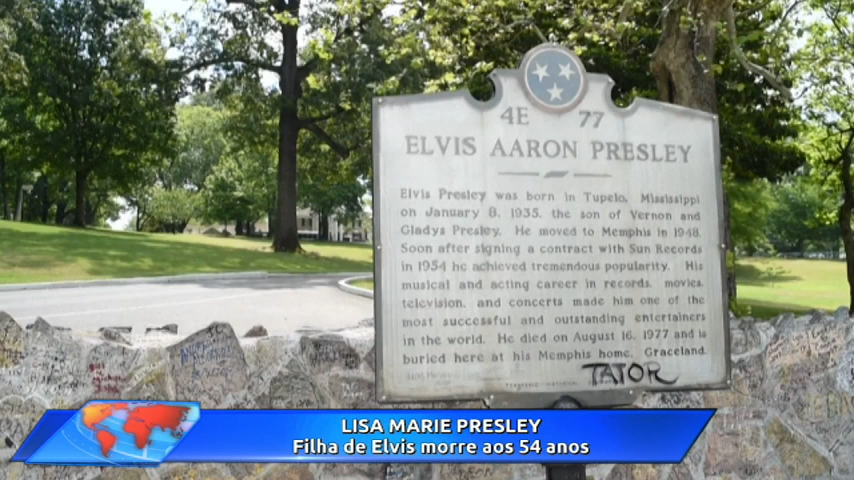 4E 77
ELVIS AARON PRESLEY
Elvis Presley was born in Tupelo, Mississippi
on January 8, 1935, the son of Vernon and
Gladys Presley. He moved to Memphis in 1948.
Soon after signing a contract with Sun Records
in 1954 he achieved tremendous popularity. His
musical and acting career in records, movies,
television, and concerts made him one of the
most successful and outstanding entertainers
in the world. He died on August 16, 1977 and is
buried here at his Memphis home, Graceland.
TENNESSEE HISTORICAL
TATOR
LISA MARIE PRESLEY
Filha de Elvis morre aos 54 anos